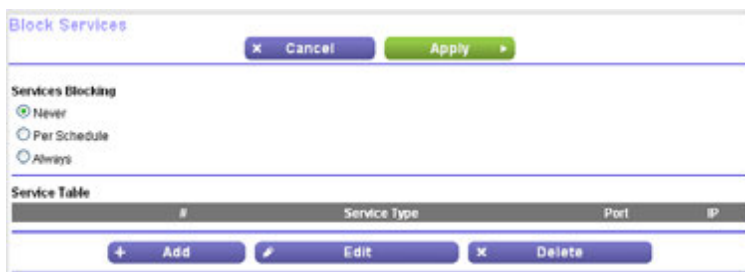 Block Services
Cancel Apply
Services Blocking
Never
Per Schedule
Always
Service Table
# Service Type Port IP
Add Edit Delete